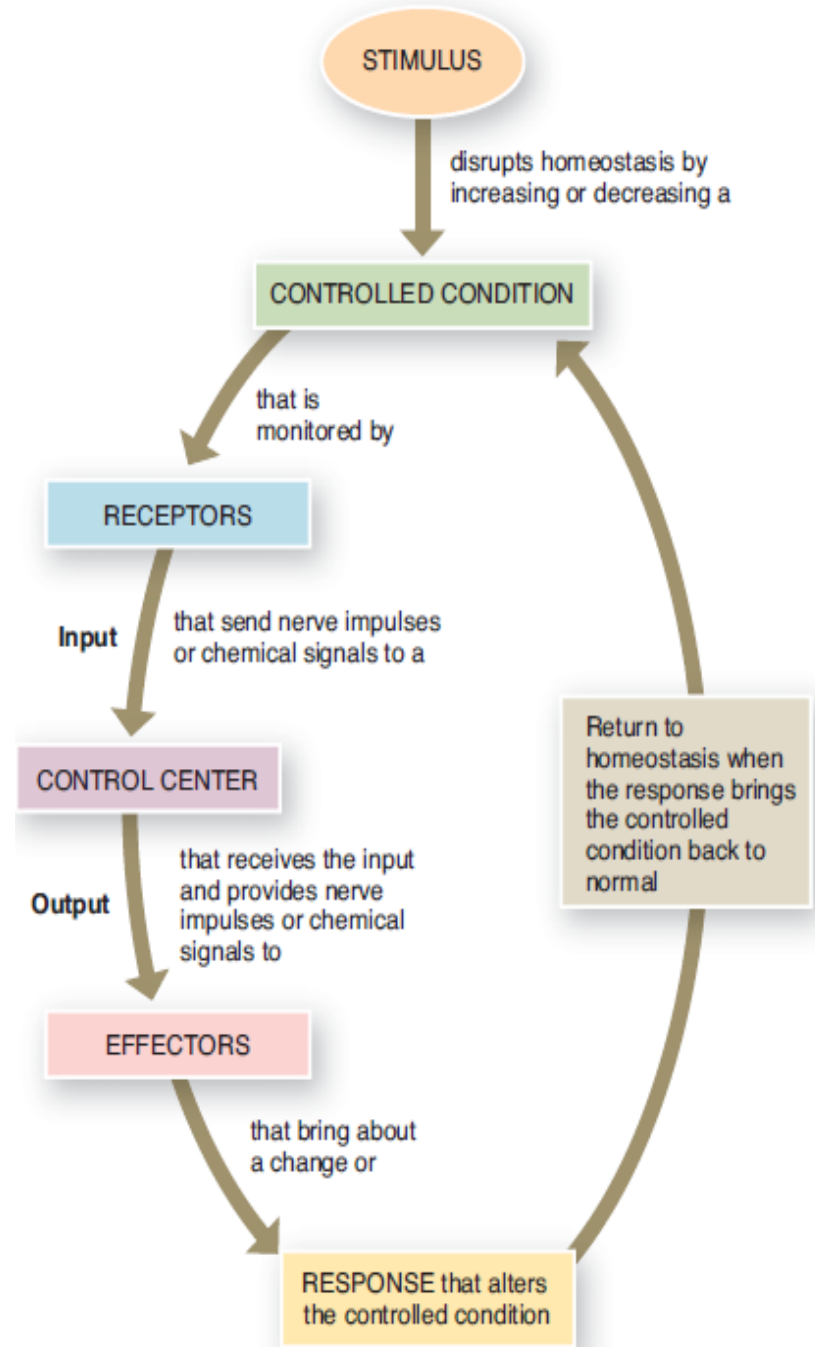 STIMULUS
disrupts homeostasis by
increasing or decreasing a
CONTROLLED CONDITION
that is
monitored by
RECEPTORS
Input
that send nerve impulses
or chemical signals to a
CONTROL CENTER
Output
that receives the input
and provides nerve
impulses or chemical
signals to
EFFECTORS
that bring about
a change or
RESPONSE that alters
the controlled condition
Return to
homeostasis when
the response brings
the controlled
condition back to
normal